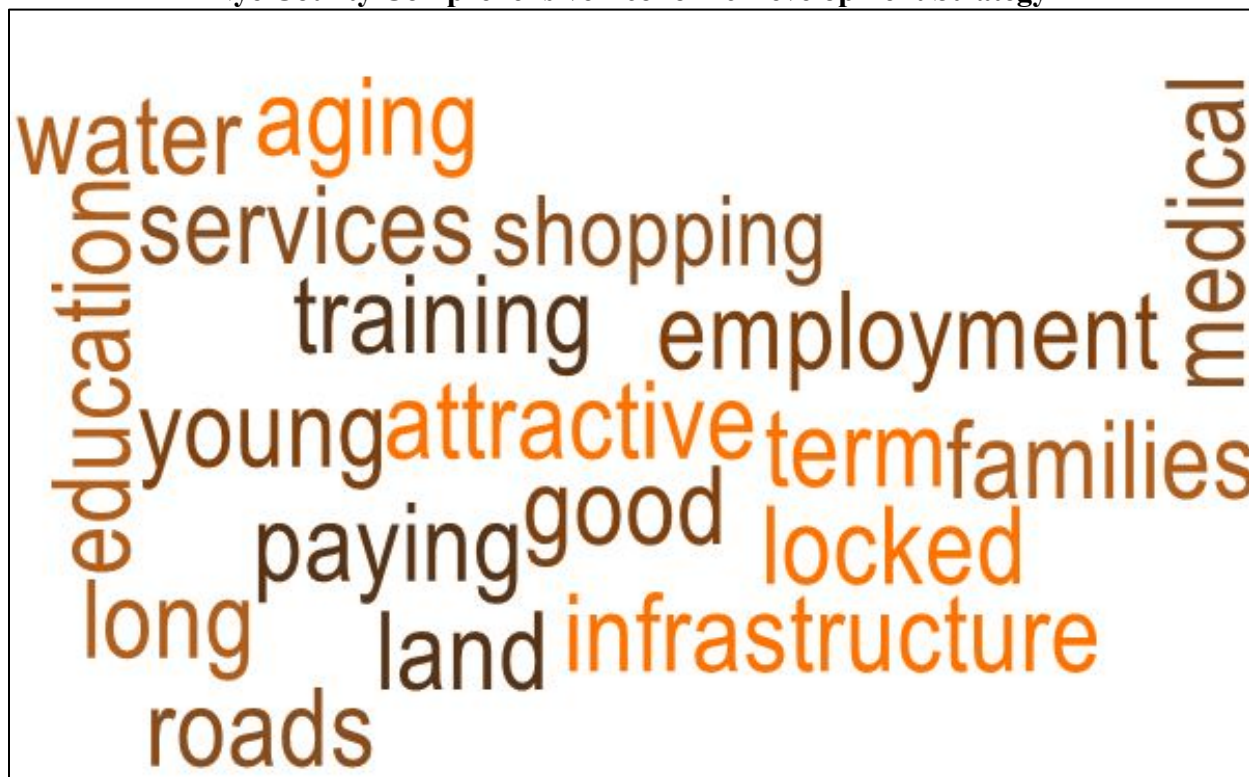 water
aging
medical
education
services
shopping
training
employment
young
attractive
term
families
good
paying
locked
long
land
infrastructure
roads